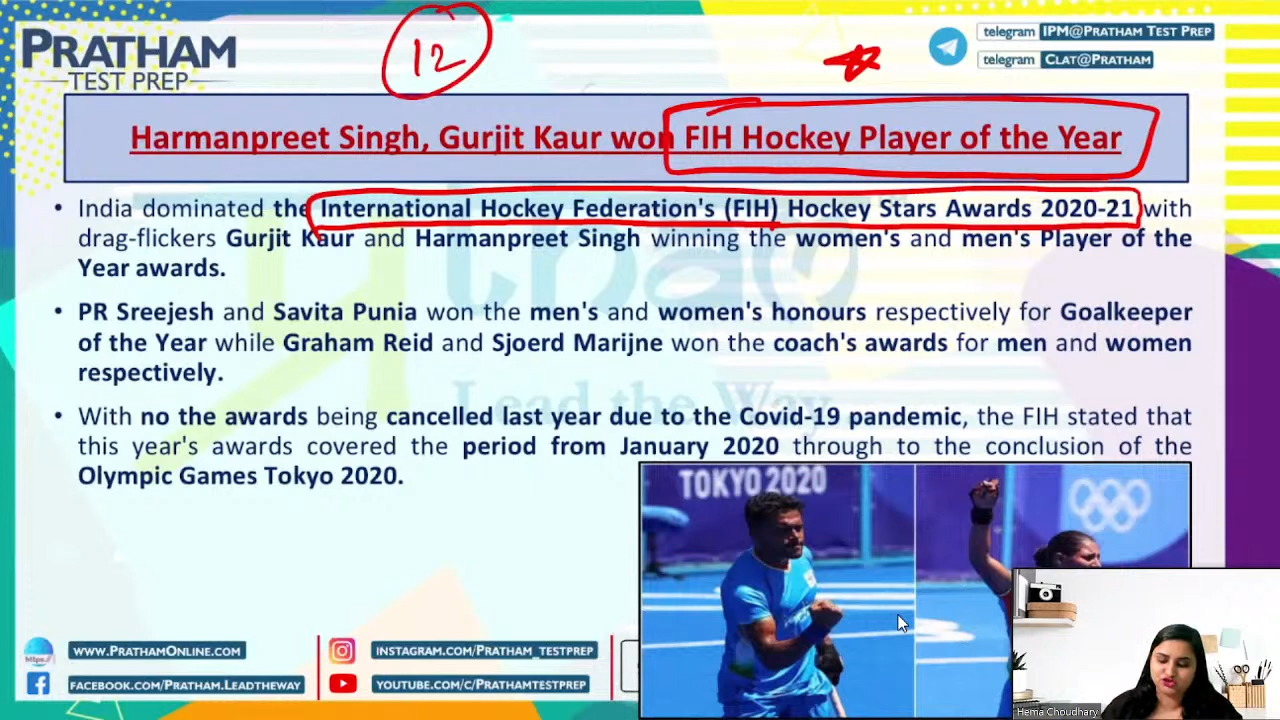 PRATHAM
TEST PREP
12
telegram IPM@PRATHAM TEST PREP
telegram CLAT@PRATHAM
Harmanpreet Singh, Gurjit Kaur won FIH Hockey Player of the Year
• India dominated the International Hockey Federation's (FIH) Hockey Stars Awards 2020-21 with
drag-flickers Gurjit Kaur and Harmanpreet Singh winning the women's and men's Player of the
Year awards.
• PR Sreejesh and Savita Punia won the men's and women's honours respectively for Goalkeeper
of the Year while Graham Reid and Sjoerd Marijne won the coach's awards for men and women
respectively.
• With no the awards being cancelled last year due to the Covid-19 pandemic, the FIH stated that
this year's awards covered the period from January 2020 through to the conclusion of the
Olympic Games Tokyo 2020.
Lead the Way
TOKYO 2020
https://
WWW.PRATHAMONLINE.COM
INSTAGRAM.COM/PRATHAM_TESTPREP
FACEBOOK.COM/PRATHAM.LEADTHEWAY
YOUTUBE.COM/C/PRATHAMTESTPREP
Hema Choudhary